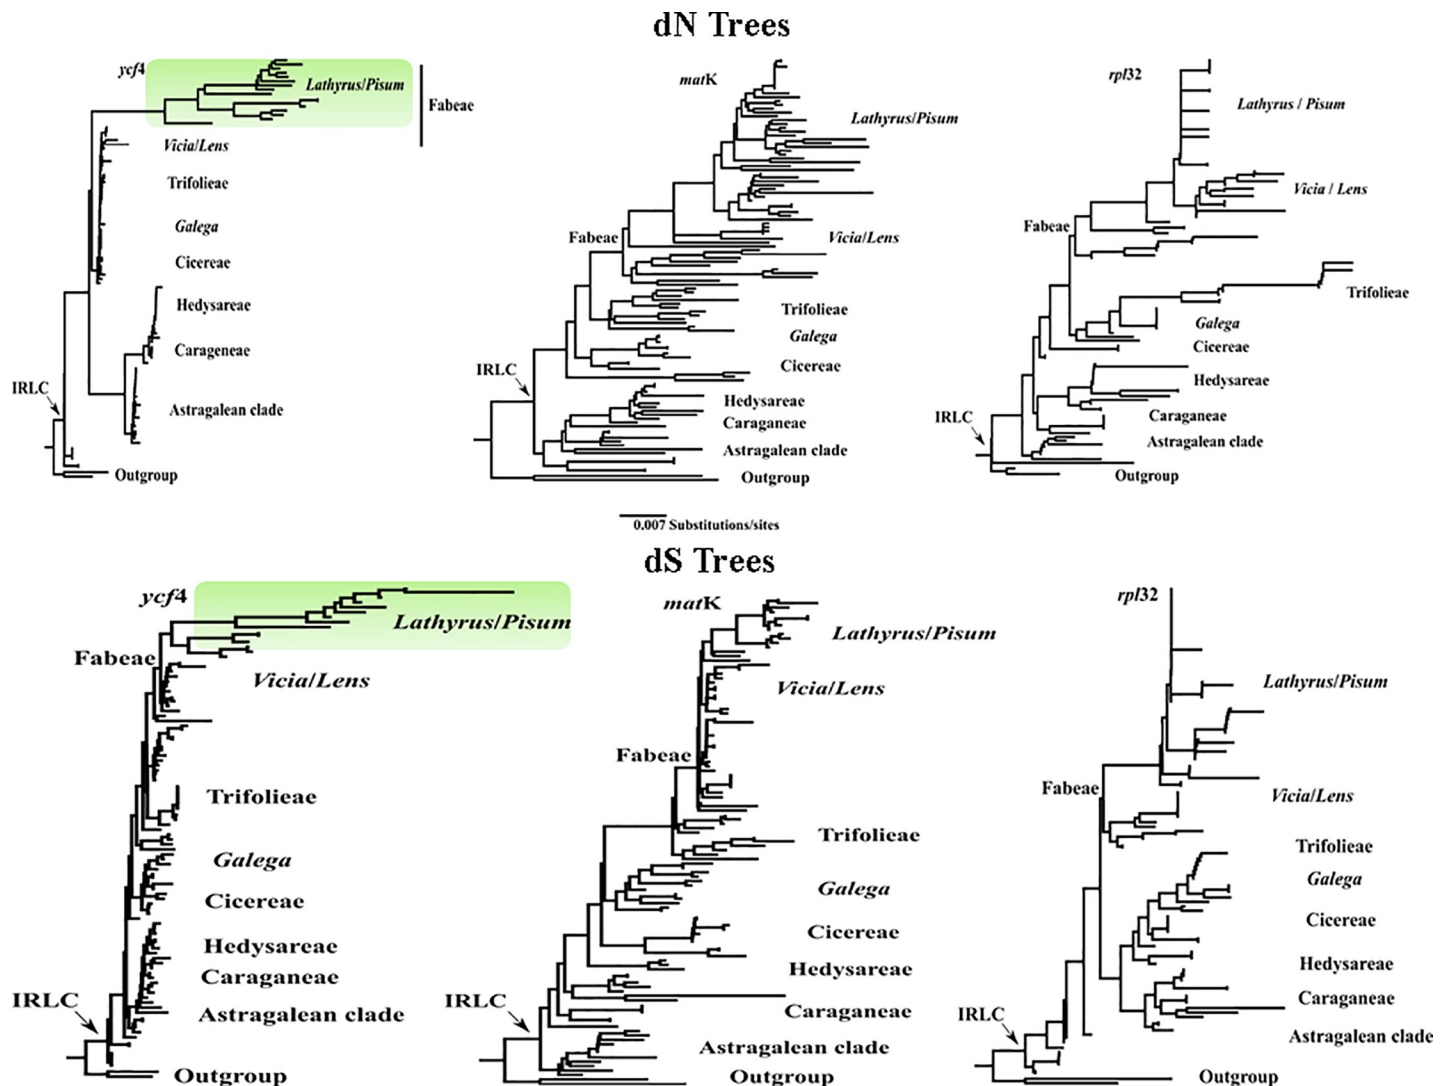 dN Trees
ycf4
Lathyrus/Pisum
Fabeae
Vicia/Lens
Trifolieae
Galega
Cicereae
Hedysareae
Carageneae
IRLC
Astragalean clade
Outgroup
matK
Lathyrus/Pisum
Fabeae
Vicia/Lens
Trifolieae
Galega
IRLC
Cicereae
Hedysareae
Caraganeae
Astragalean clade
Outgroup
rpl32
Lathyrus / Pisum
Vicia / Lens
Fabeae
Trifolieae
Galega
Cicereae
Hedysareae
IRLC
Caraganeae
Astragalean clade
Outgroup
0.007 Substitutions/sites
dS Trees
ycf4
Lathyrus/Pisum
Fabeae
Vicia/Lens
Trifolieae
Galega
Cicereae
Hedysareae
Caraganeae
IRLC
Astragalean clade
Outgroup
matK
Lathyrus/Pisum
Vicia/Lens
Fabeae
Trifolieae
Galega
Cicereae
Hedysareae
IRLC
Caraganeae
Astragalean clade
Outgroup
rpl32
Lathyrus/Pisum
Fabeae
Vicia/Lens
Trifolieae
Galega
Cicereae
Hedysareae
Caraganeae
IRLC
Astragalean clade
Outgroup